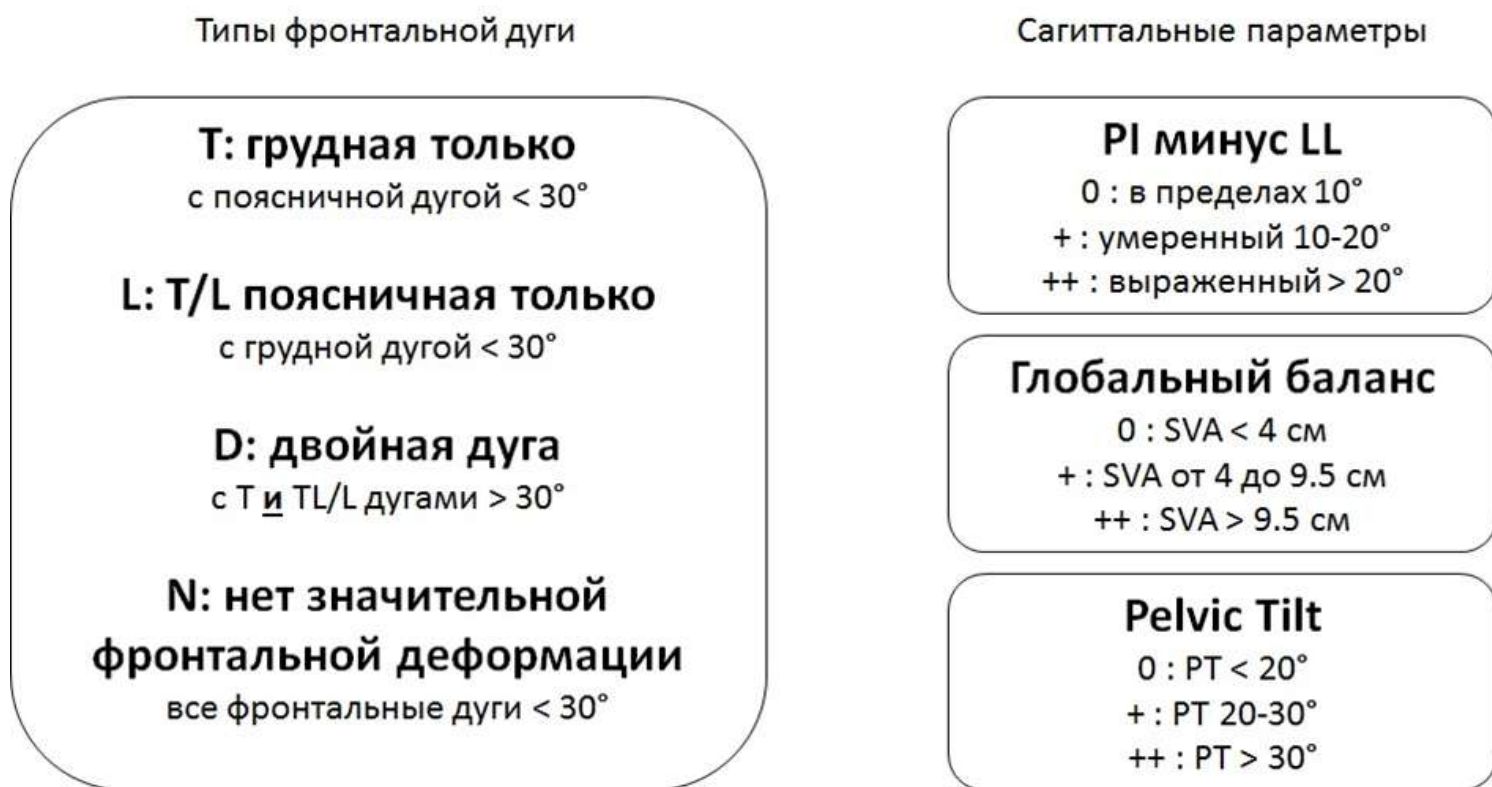 Типы фронтальной дуги
T: грудная только
с поясничной дугой < 30°
L: T/L поясничная только
с грудной дугой < 30°
D: двойная дуга
с T и TL/L дугами > 30°
N: нет значительной
фронтальной деформации
все фронтальные дуги < 30°
Сагиттальные параметры
PI минус LL
0 : в пределах 10°
+ : умеренный 10-20°
++ : выраженный > 20°
Глобальный баланс
0 : SVA < 4 см
+ : SVA от 4 до 9.5 см
++ : SVA > 9.5 см
Pelvic Tilt
0 : PT < 20°
+ : PT 20-30°
++ : PT > 30°